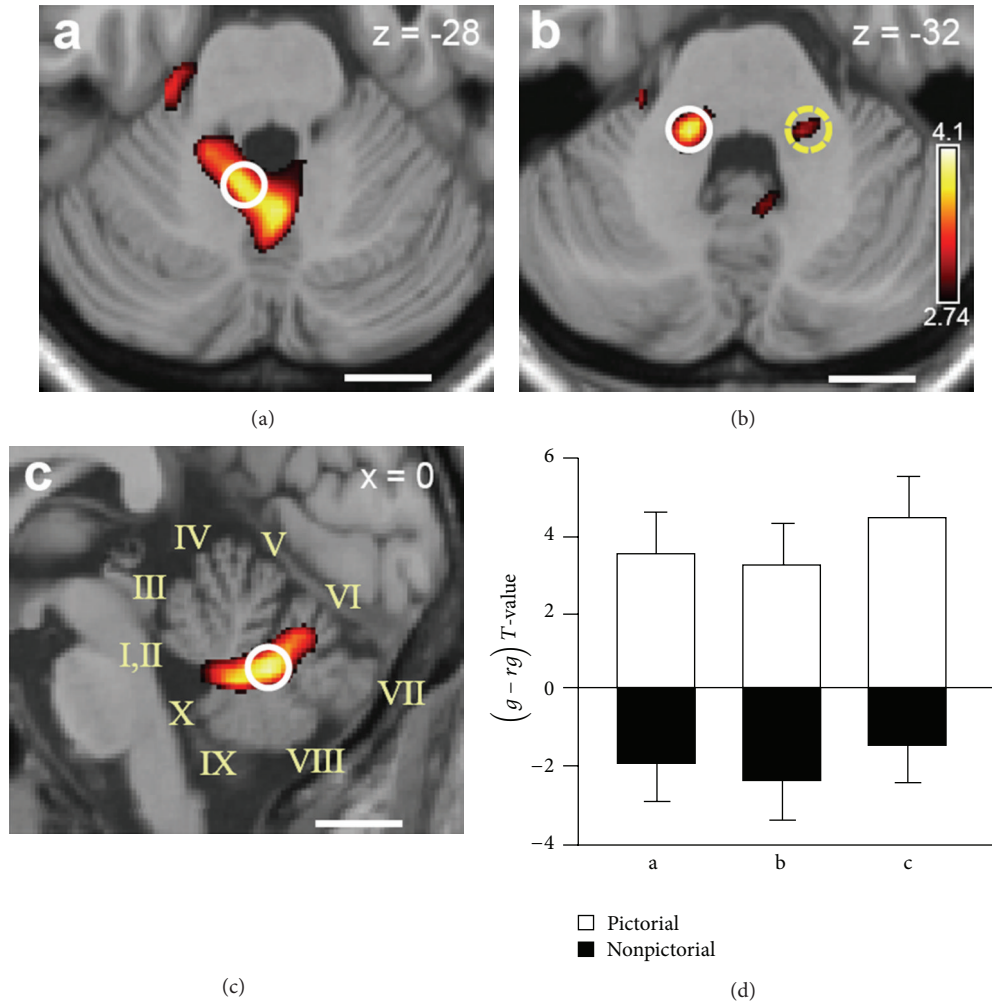 a
z = -28
(a)
b
z = -32
4.1
2.74
(b)
c
x = 0
IV
V
III
VI
I,II
VII
X
IX
VIII
(c)
6
4
2
0
−2
−4
(g − rg) T-value
a
b
c
Pictorial
Nonpictorial
(d)